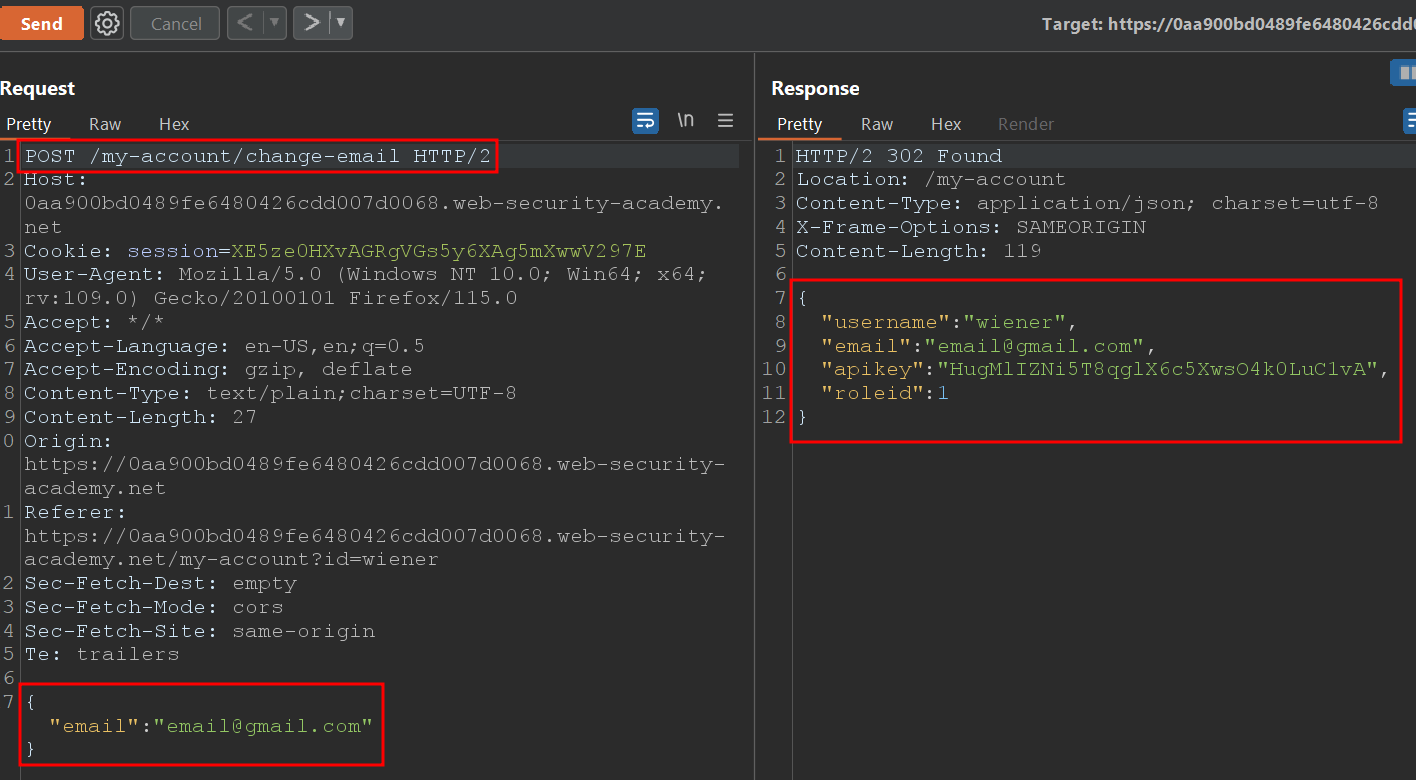 Send Cancel < > Target: https://0aa900bd0489fe6480426cdd0
Request
Pretty Raw Hex \n
1 POST /my-account/change-email HTTP/2
2 Host:
0aa900bd0489fe6480426cdd007d0068.web-security-academy.
net
3 Cookie: session=XE5ze0HXvAGRgVGs5y6XAg5mXwwV297E
4 User-Agent: Mozilla/5.0 (Windows NT 10.0; Win64; x64;
rv:109.0) Gecko/20100101 Firefox/115.0
5 Accept: */*
6 Accept-Language: en-US,en;q=0.5
7 Accept-Encoding: gzip, deflate
8 Content-Type: text/plain;charset=UTF-8
9 Content-Length: 27
0 Origin:
https://0aa900bd0489fe6480426cdd007d0068.web-security-
academy.net
1 Referer:
https://0aa900bd0489fe6480426cdd007d0068.web-security-
academy.net/my-account?id=wiener
2 Sec-Fetch-Dest: empty
3 Sec-Fetch-Mode: cors
4 Sec-Fetch-Site: same-origin
5 Te: trailers
6
7 {
"email":"email@gmail.com"
}
Response
Pretty Raw Hex Render
1 HTTP/2 302 Found
2 Location: /my-account
3 Content-Type: application/json; charset=utf-8
4 X-Frame-Options: SAMEORIGIN
5 Content-Length: 119
6
7 {
8 "username":"wiener",
9 "email":"email@gmail.com",
10 "apikey":"HugMlIZNi5T8qglX6c5XwsO4k0LuC1vA",
11 "roleid":1
12 }